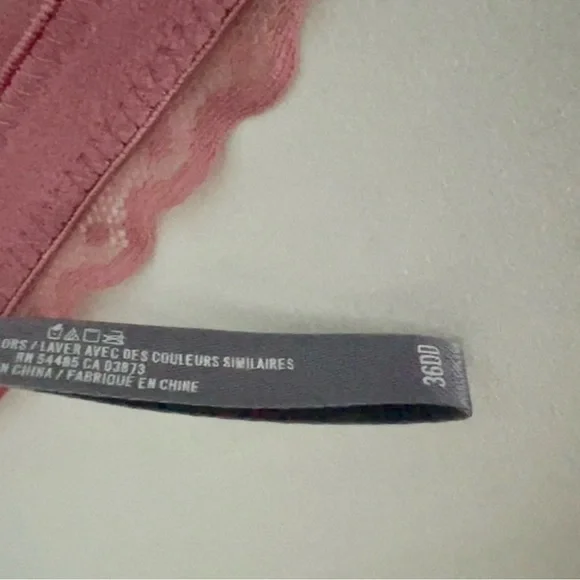 ORS / LAVER AVEC DES COULEURS SIMILAIRES
RN 54485 CA 03873
N CHINA / FABRIQUÉ EN CHINE
36DD